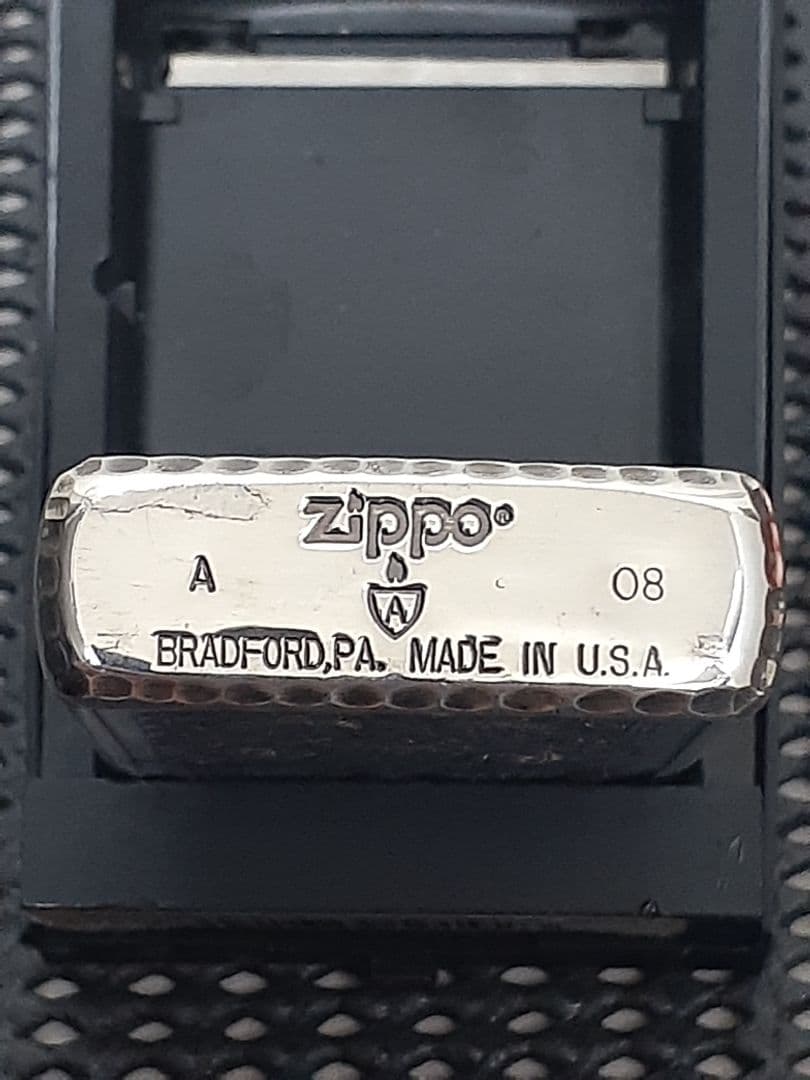 zippo®
A A 08
BRADFORD,PA. MADE IN U.S.A.